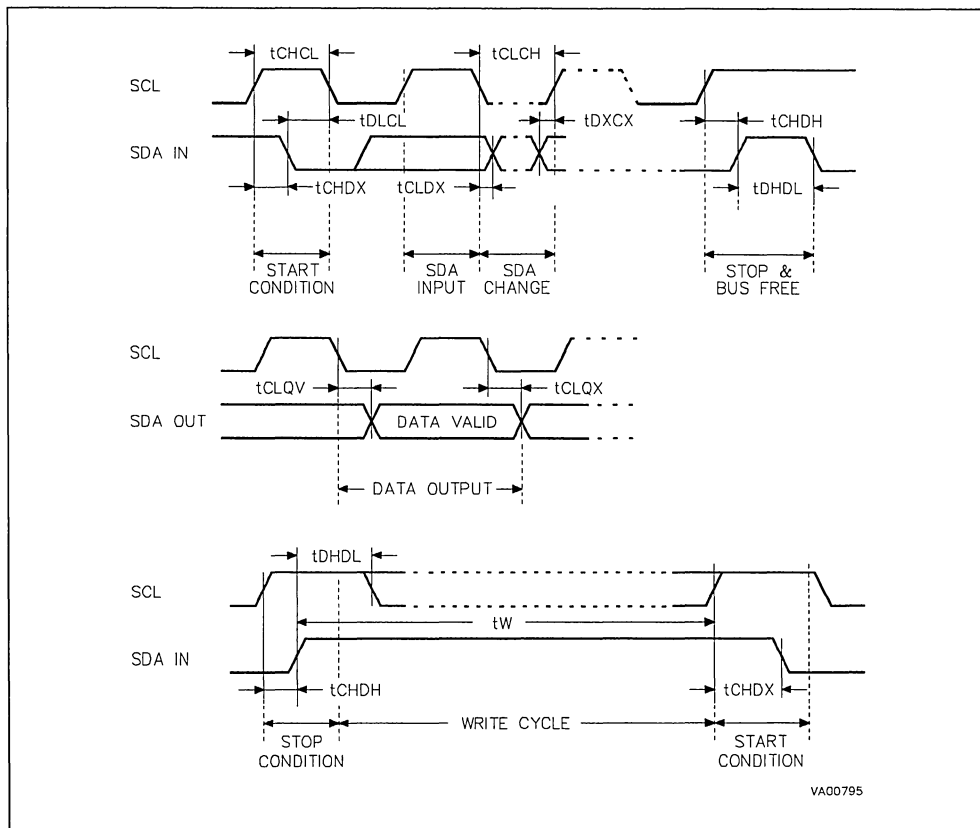 tCHCL tCLCH
SCL
tDLCL tDXCX tCHDH
SDA IN
tCHDX tCLDX tDHDL
START CONDITION
SDA INPUT
SDA CHANGE
STOP & BUS FREE
SCL
tCLQV tCLQX
SDA OUT DATA VALID
DATA OUTPUT
tDHDL
SCL
tW
SDA IN
tCHDH tCHDX
STOP CONDITION
WRITE CYCLE
START CONDITION
VA00795